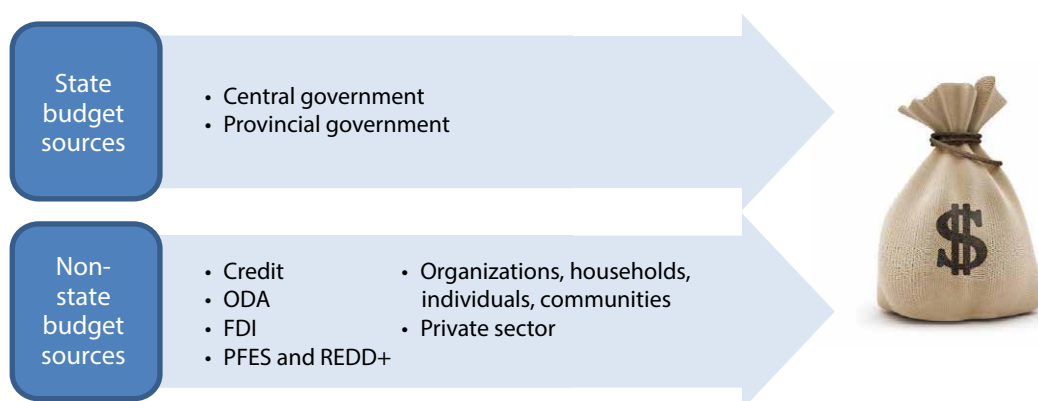 State
budget
sources
• Central government
• Provincial government
$
Non-
state
budget
sources
• Credit
• ODA
• FDI
• PFES and REDD+
• Organizations, households,
individuals, communities
• Private sector